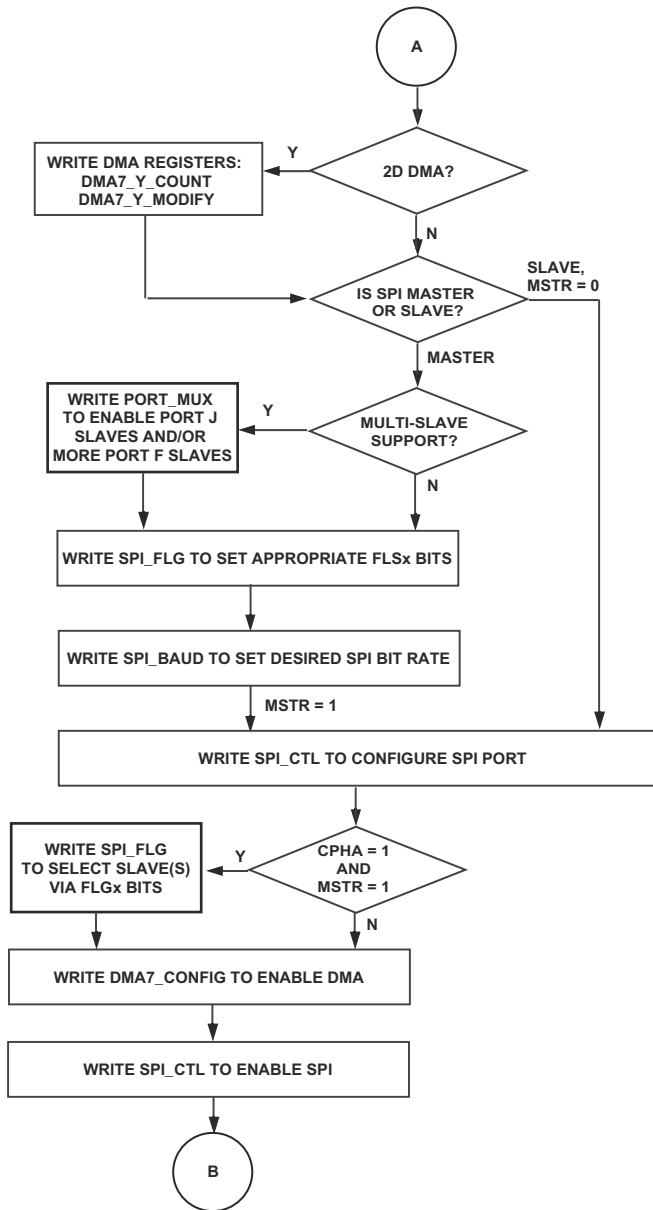 A
2D DMA?
Y
WRITE DMA REGISTERS:
DMA7_Y_COUNT
DMA7_Y_MODIFY
N
IS SPI MASTER
OR SLAVE?
SLAVE,
MSTR = 0
MASTER
MULTI-SLAVE
SUPPORT?
Y
WRITE PORT_MUX
TO ENABLE PORT J
SLAVES AND/OR
MORE PORT F SLAVES
N
WRITE SPI_FLG TO SET APPROPRIATE FLSx BITS
WRITE SPI_BAUD TO SET DESIRED SPI BIT RATE
MSTR = 1
WRITE SPI_CTL TO CONFIGURE SPI PORT
CPHA = 1
AND
MSTR = 1
Y
WRITE SPI_FLG
TO SELECT SLAVE(S)
VIA FLGx BITS
N
WRITE DMA7_CONFIG TO ENABLE DMA
WRITE SPI_CTL TO ENABLE SPI
B